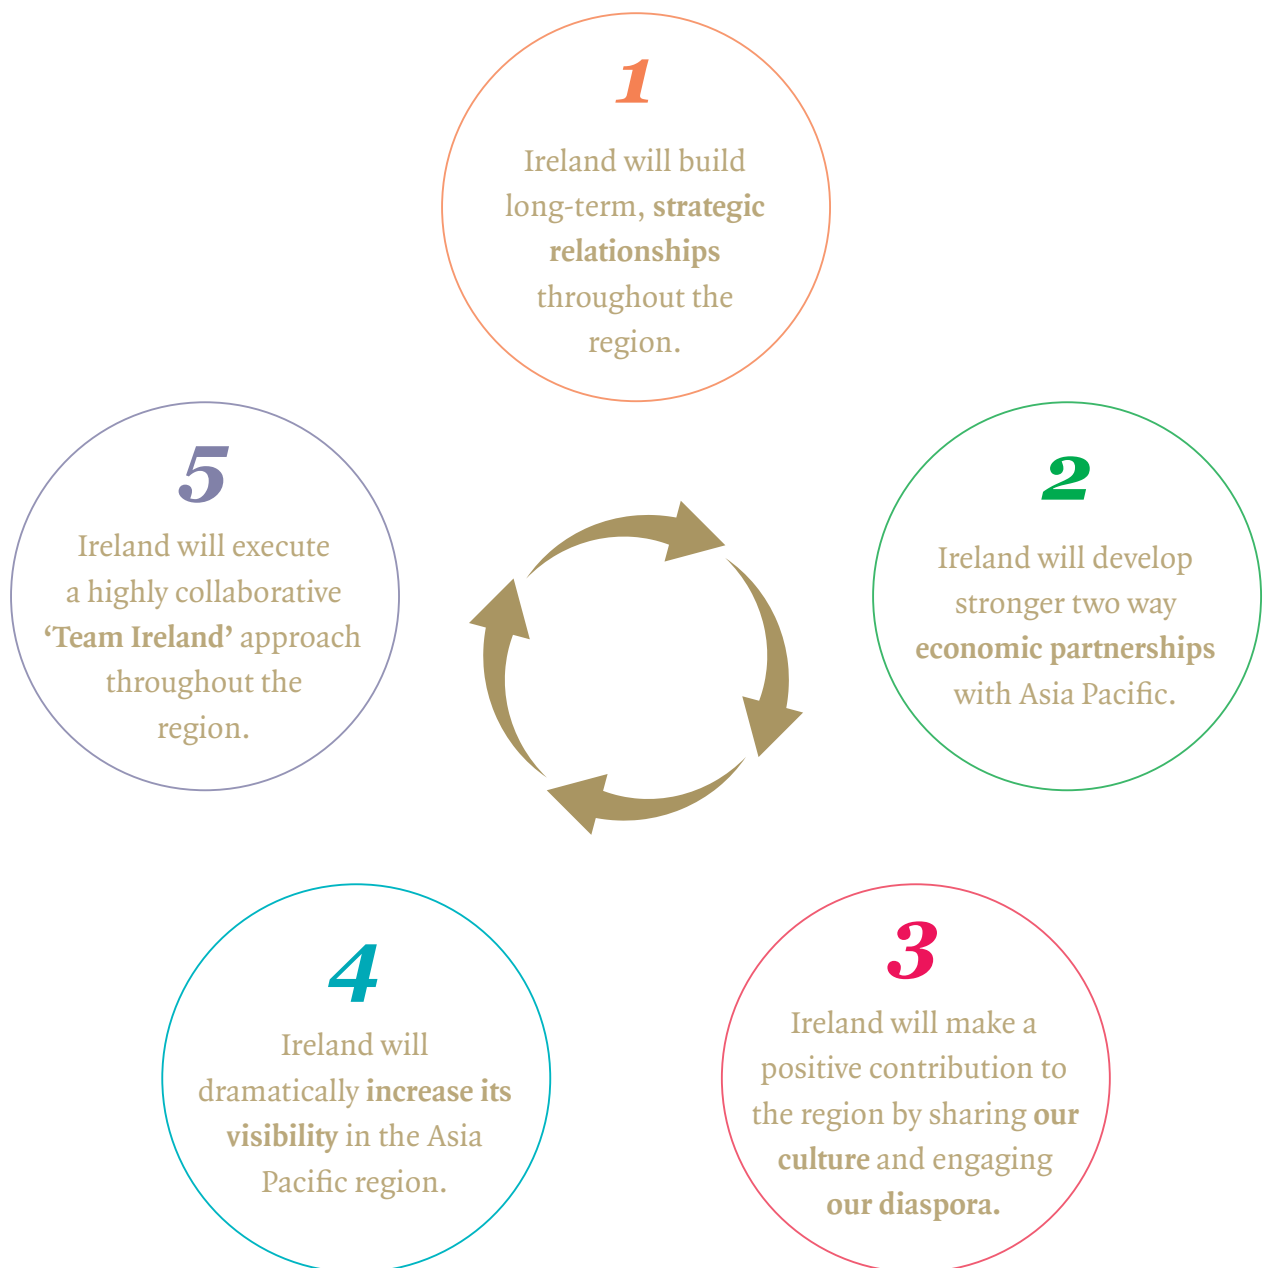 1
Ireland will build
long-term, strategic
relationships
throughout the
region.
2
Ireland will develop
stronger two way
economic partnerships
with Asia Pacific.
3
Ireland will make a
positive contribution to
the region by sharing our
culture and engaging
our diaspora.
4
Ireland will
dramatically increase its
visibility in the Asia
Pacific region.
5
Ireland will execute
a highly collaborative
‘Team Ireland’ approach
throughout the
region.